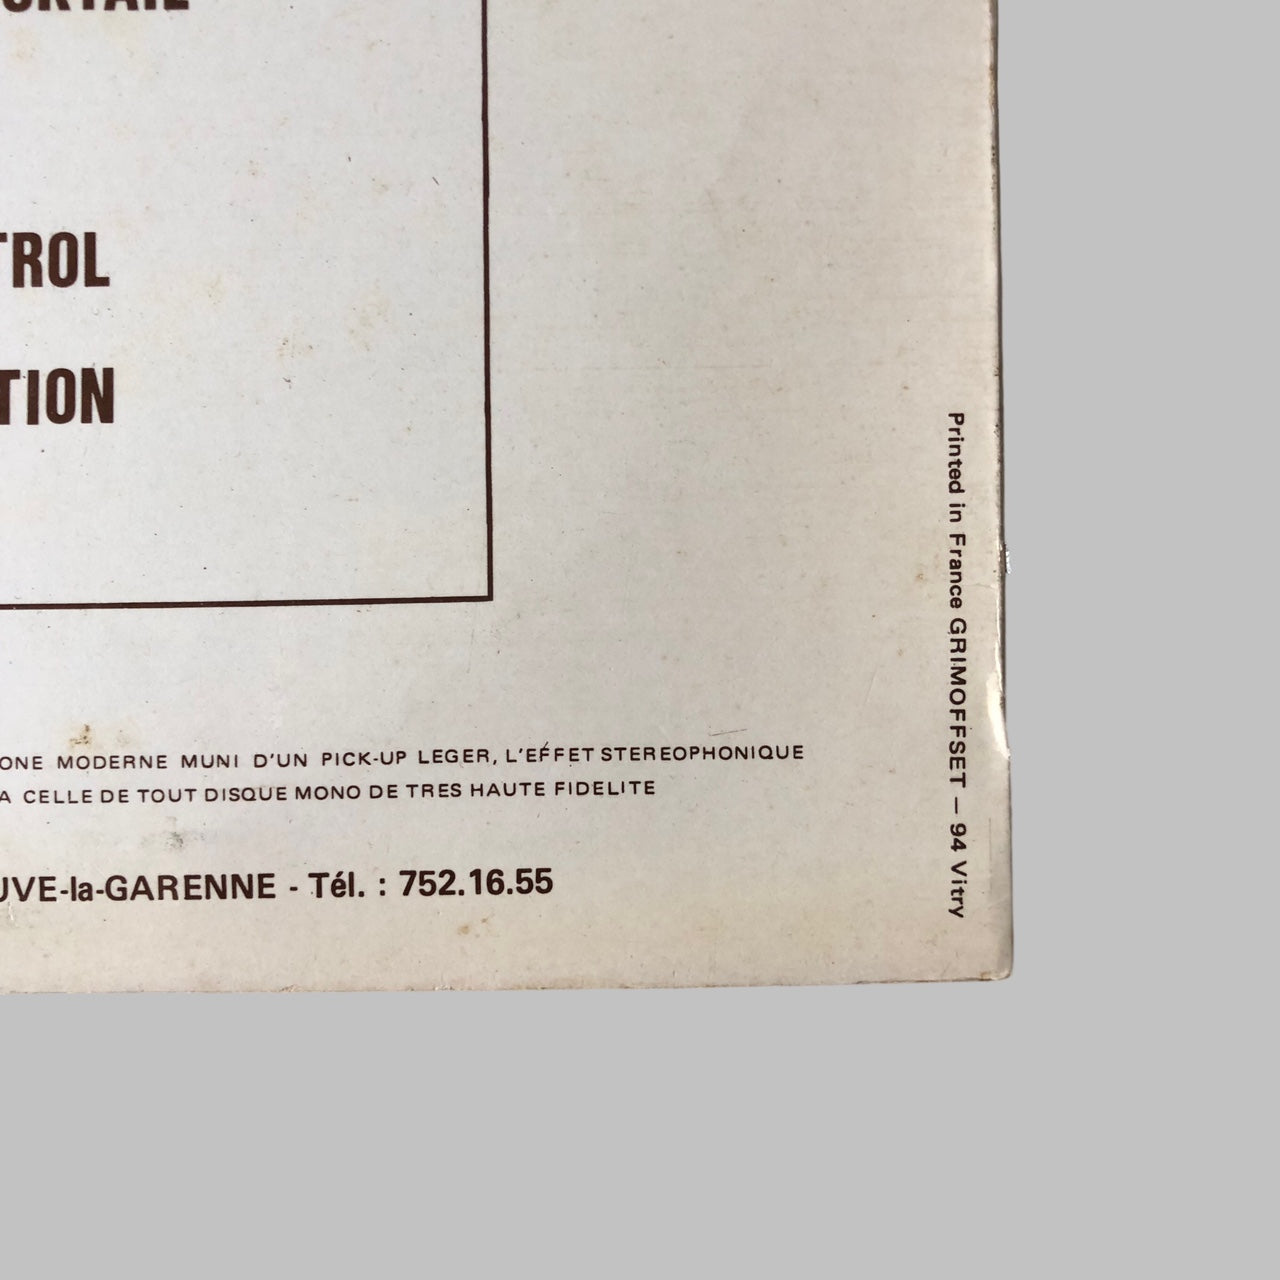 TROL
TION
ONE MODERNE MUNI D'UN PICK-UP LEGER, L'EFFET STEREOPHONIQUE
A CELLE DE TOUT DISQUE MONO DE TRES HAUTE FIDELITE
UVE-la-GARENNE - Tél. : 752.16.55
Printed in France GRIMOFFSET — 94 Vitry